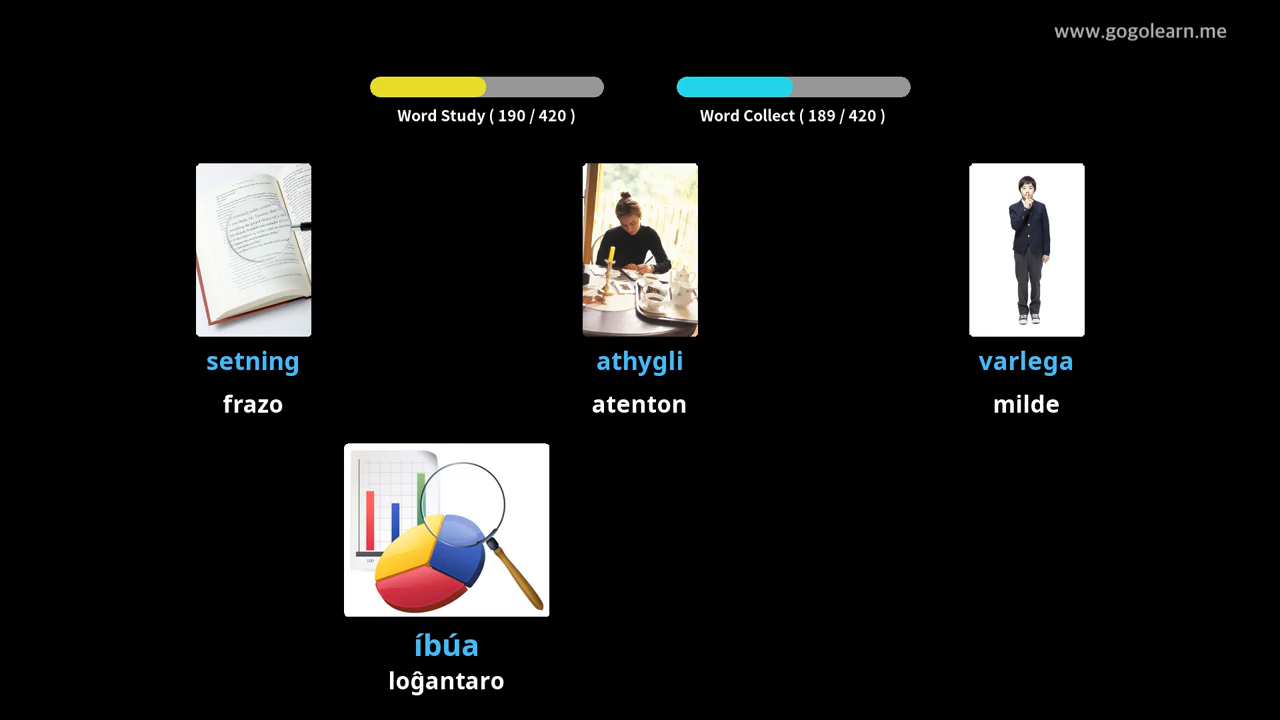 www.gogolearn.me
Word Study ( 190 / 420 )
Word Collect ( 189 / 420 )
setning
athygli
varlega
frazo
atenton
milde
íbúa
loĝantaro